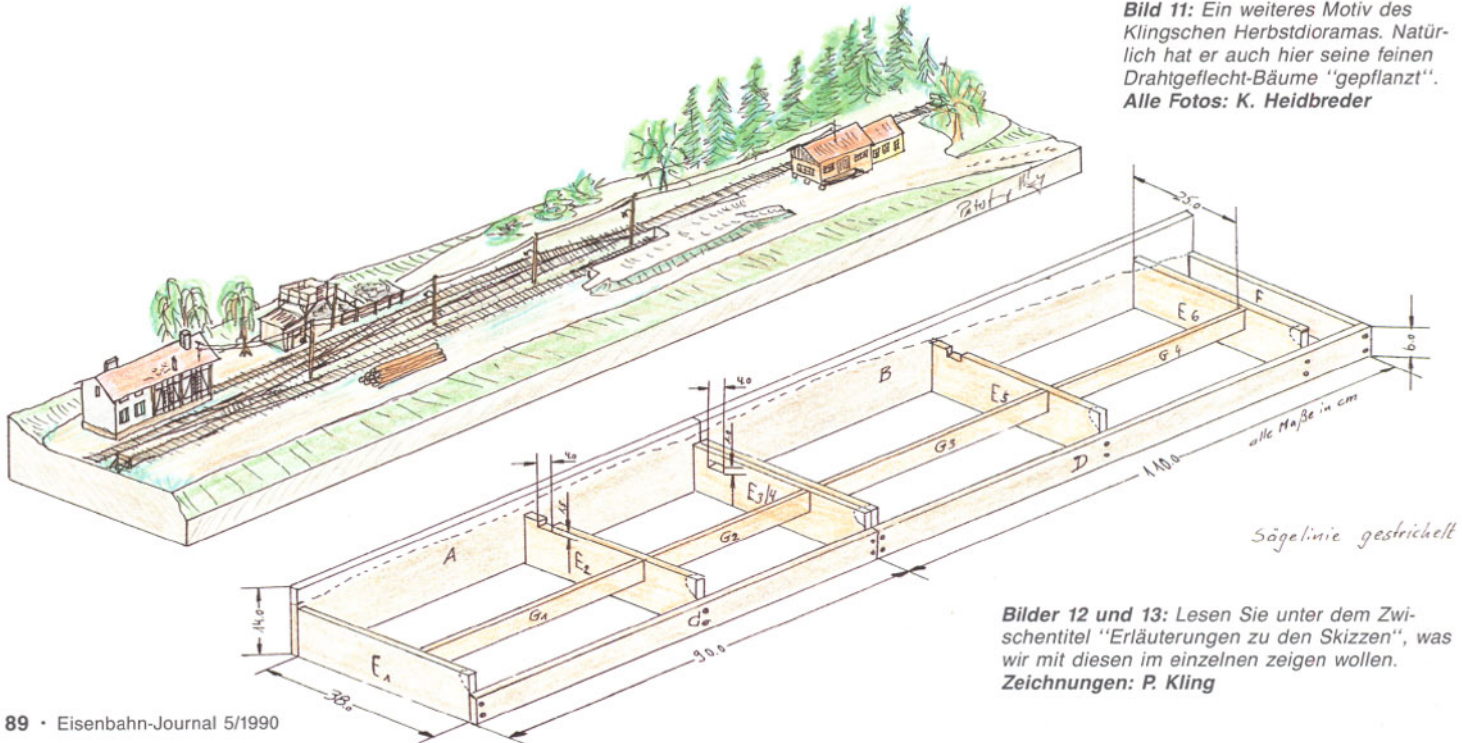 Bild 11: Ein weiteres Motiv des
Klingschen Herbstdioramas. Natür-
lich hat er auch hier seine feinen
Drahtgeflecht-Bäume “gepflanzt“.
Alle Fotos: K. Heidbreder
25.0
F
E6
6.0
G4
B
4.0
E5
alle Maße in cm
G3
D
110.0
4.0
E3/4
Sägelinie gestrichelt
A
G2
E2
14.0
G1
d
90.0
E1
38.0
Bilder 12 und 13: Lesen Sie unter dem Zwi-
schentitel “Erläuterungen zu den Skizzen“, was
wir mit diesen im einzelnen zeigen wollen.
Zeichnungen: P. Kling
89 · Eisenbahn-Journal 5/1990